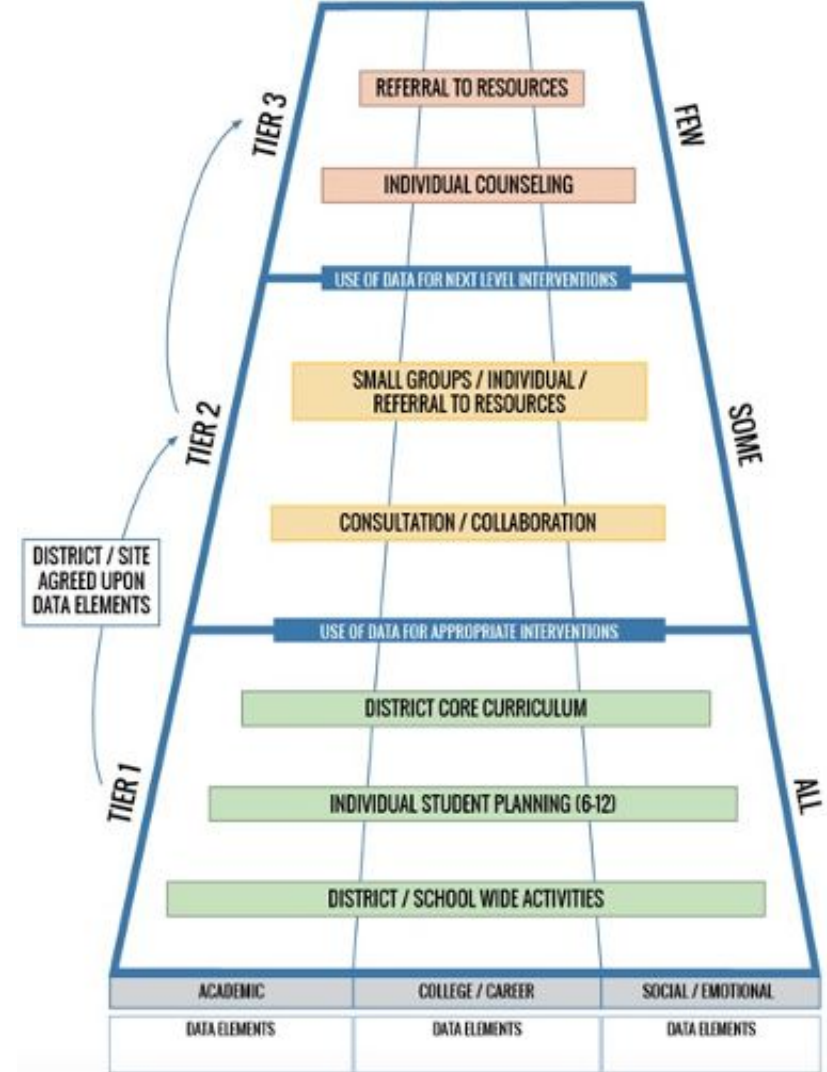 TIER 3
FEW
REFERRAL TO RESOURCES
INDIVIDUAL COUNSELING
USE OF DATA FOR NEXT LEVEL INTERVENTIONS
TIER 2
SOME
SMALL GROUPS / INDIVIDUAL /
REFERRAL TO RESOURCES
CONSULTATION / COLLABORATION
DISTRICT / SITE
AGREED UPON
DATA ELEMENTS
USE OF DATA FOR APPROPRIATE INTERVENTIONS
TIER 1
ALL
DISTRICT CORE CURRICULUM
INDIVIDUAL STUDENT PLANNING (6-12)
DISTRICT / SCHOOL WIDE ACTIVITIES
ACADEMIC
COLLEGE / CAREER
SOCIAL / EMOTIONAL
DATA ELEMENTS
DATA ELEMENTS
DATA ELEMENTS